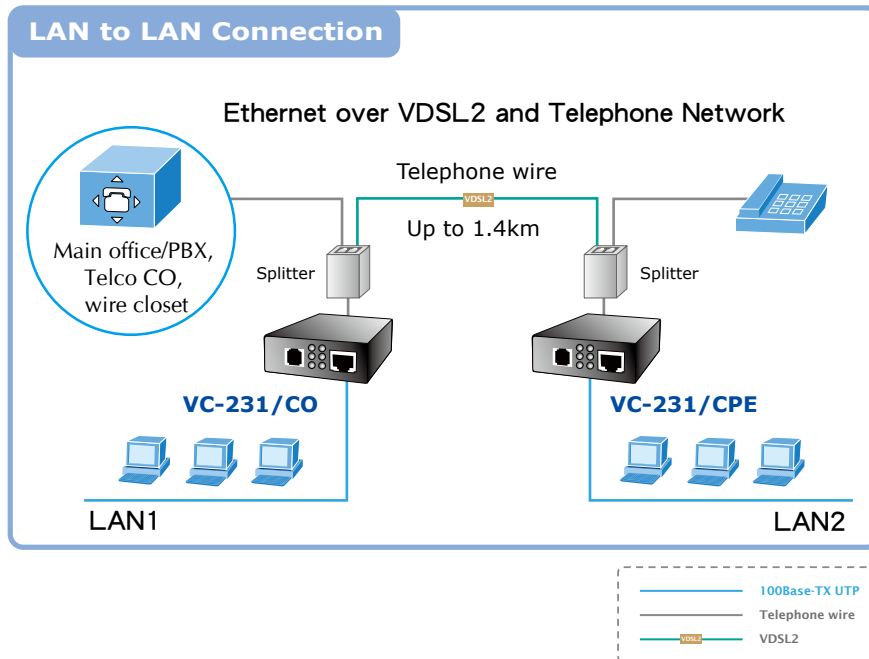 LAN to LAN Connection
Ethernet over VDSL2 and Telephone Network
Telephone wire
VDSL2
Up to 1.4km
Main office/PBX,
Telco CO,
wire closet
Splitter
Splitter
VC-231/CO
VC-231/CPE
LAN1
LAN2
100Base-TX UTP
Telephone wire
VDSL2
VDSL2